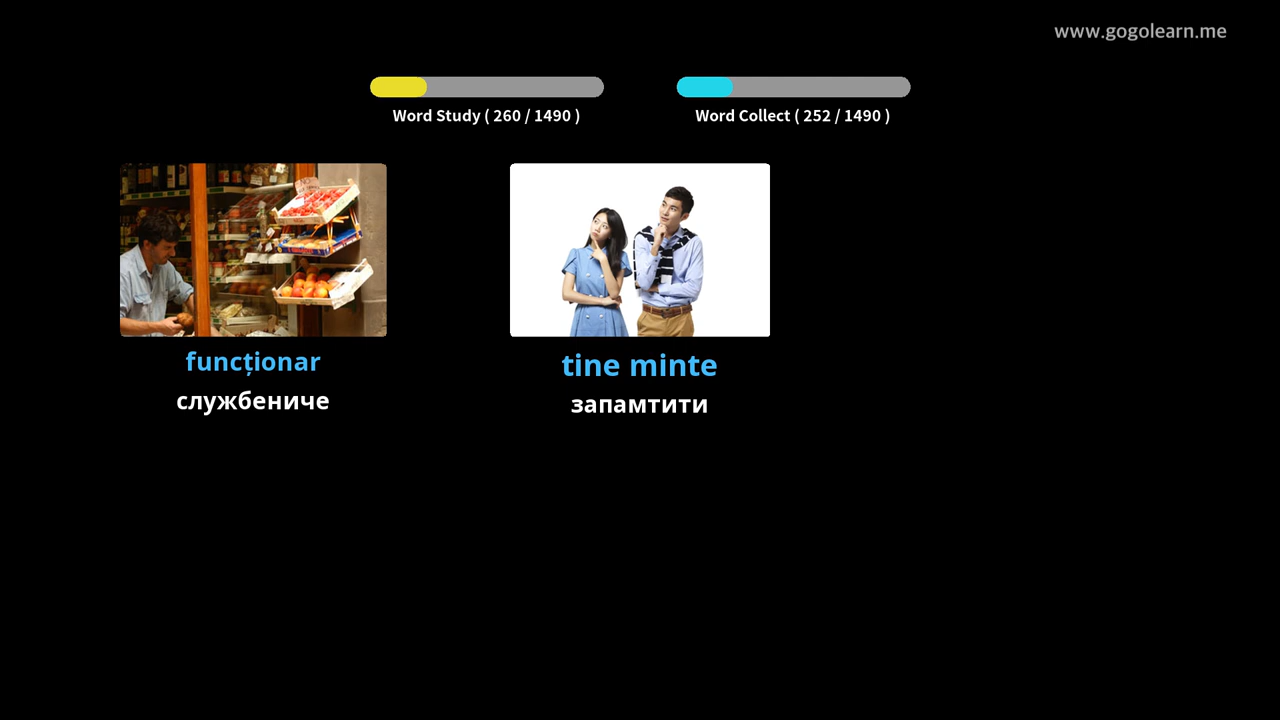 www.gogolearn.me
Word Study ( 260 / 1490 )
Word Collect ( 252 / 1490 )
funcționar
службениче
tine minte
запамтити